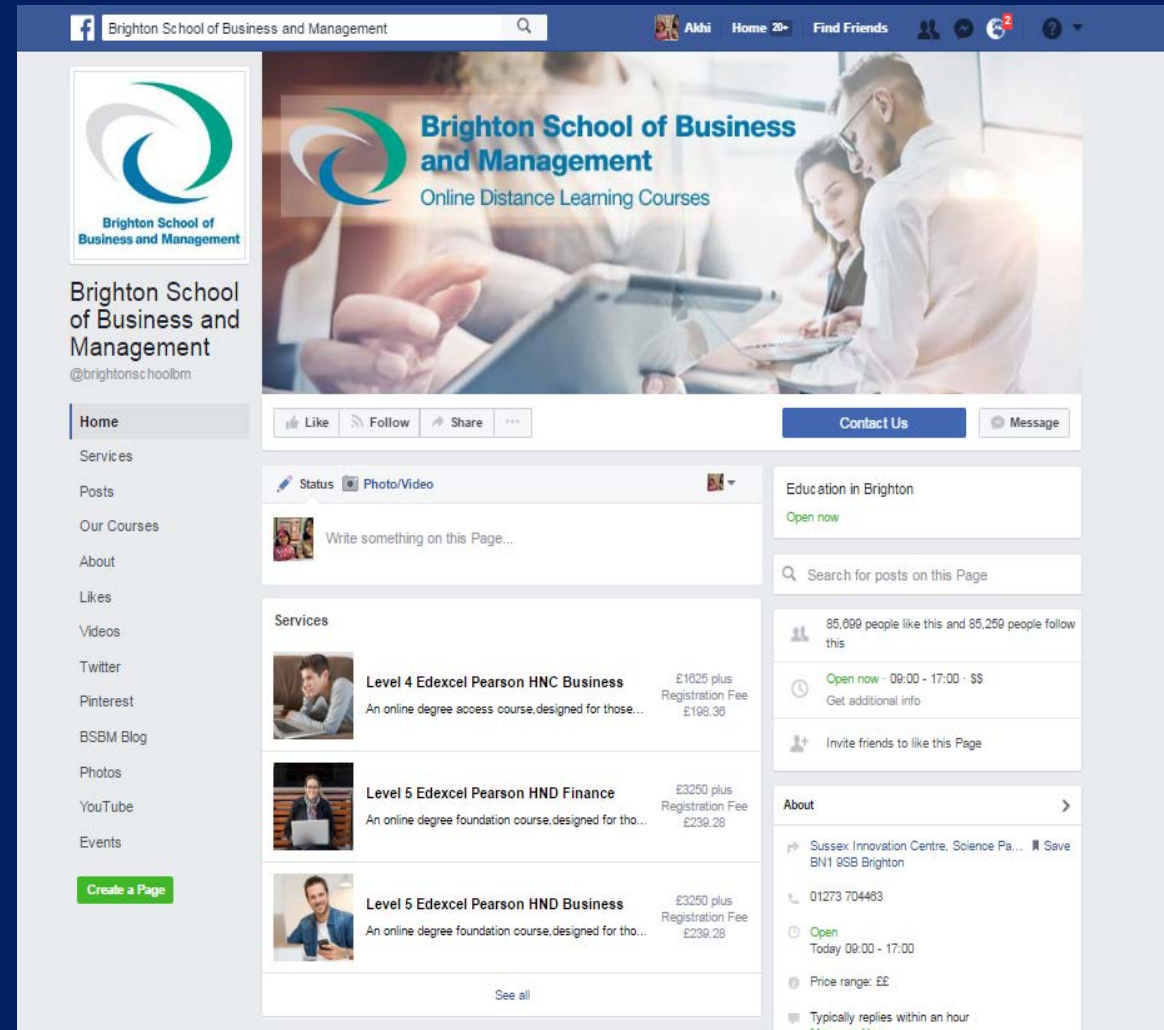 Brighton School of Business and Management
Akhi Home 20+ Find Friends 2
Brighton School of
Business and Management
Brighton School
of Business and
Management
@brightonschoolbm
Home
Services
Posts
Our Courses
About
Likes
Videos
Twitter
Pinterest
BSBM Blog
Photos
YouTube
Events
Create a Page
Brighton School of Business
and Management
Online Distance Learning Courses
Like Follow Share ...
Contact Us
Message
Status Photo/Video
Write something on this Page...
Services
Level 4 Edexcel Pearson HNC Business
An online degree access course,designed for those...
£1625 plus
Registration Fee
£198.36
Level 5 Edexcel Pearson HND Finance
An online degree foundation course,designed for tho...
£3250 plus
Registration Fee
£239.28
Level 5 Edexcel Pearson HND Business
An online degree foundation course,designed for tho...
£3250 plus
Registration Fee
£239.28
See all
Education in Brighton
Open now
Search for posts on this Page
85,699 people like this and 85,259 people follow
this
Open now · 09:00 - 17:00 · $$
Get additional info
Invite friends to like this Page
About
Sussex Innovation Centre, Science Pa... Save
BN1 9SB Brighton
01273 704463
Open
Today 09:00 - 17:00
Price range: ££
Typically replies within an hour